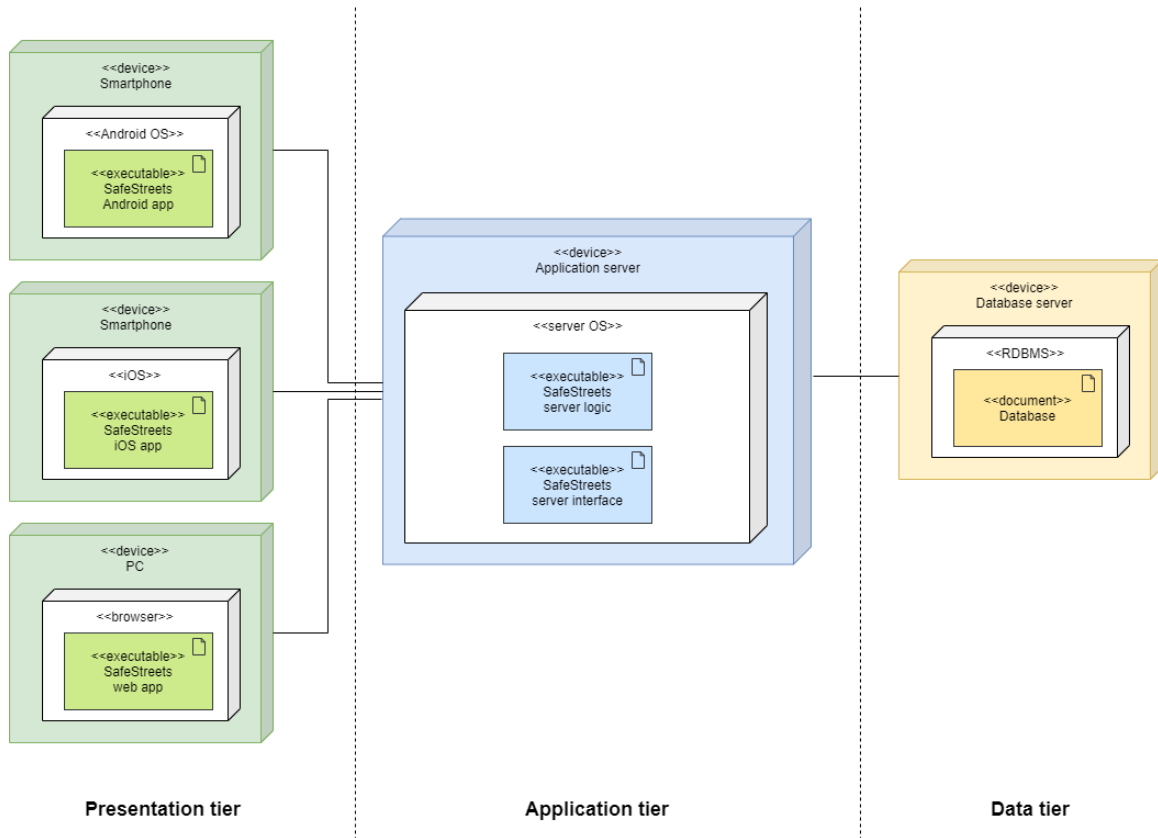 <<device>>
Smartphone
<<Android OS>>
<<executable>>
SafeStreets
Android app
<<device>>
Smartphone
<<iOS>>
<<executable>>
SafeStreets
iOS app
<<device>>
PC
<<browser>>
<<executable>>
SafeStreets
web app
<<device>>
Application server
<<server OS>>
<<executable>>
SafeStreets
server logic
<<executable>>
SafeStreets
server interface
<<device>>
Database server
<<RDBMS>>
<<document>>
Database
Presentation tier
Application tier
Data tier